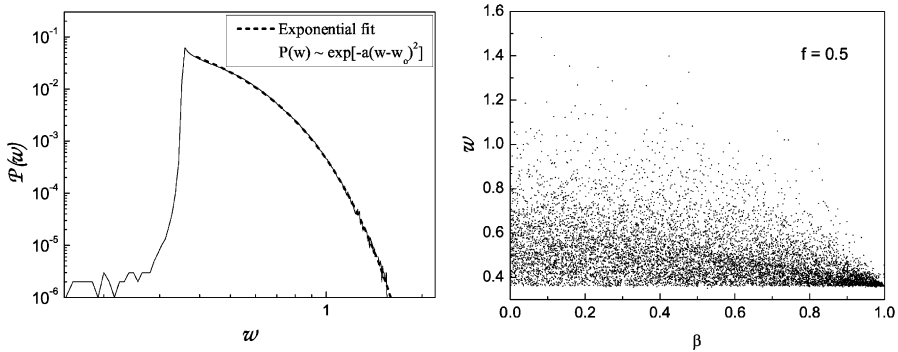 10⁻¹
10⁻²
10⁻³
10⁻⁴
10⁻⁵
10⁻⁶
P(w)
Exponential fit
P(w) ~ exp[-a(w-wₒ)²]
1
w
1.6
1.4
1.2
1.0
0.8
0.6
0.4
w
f = 0.5
0.0 0.2 0.4 0.6 0.8 1.0
β